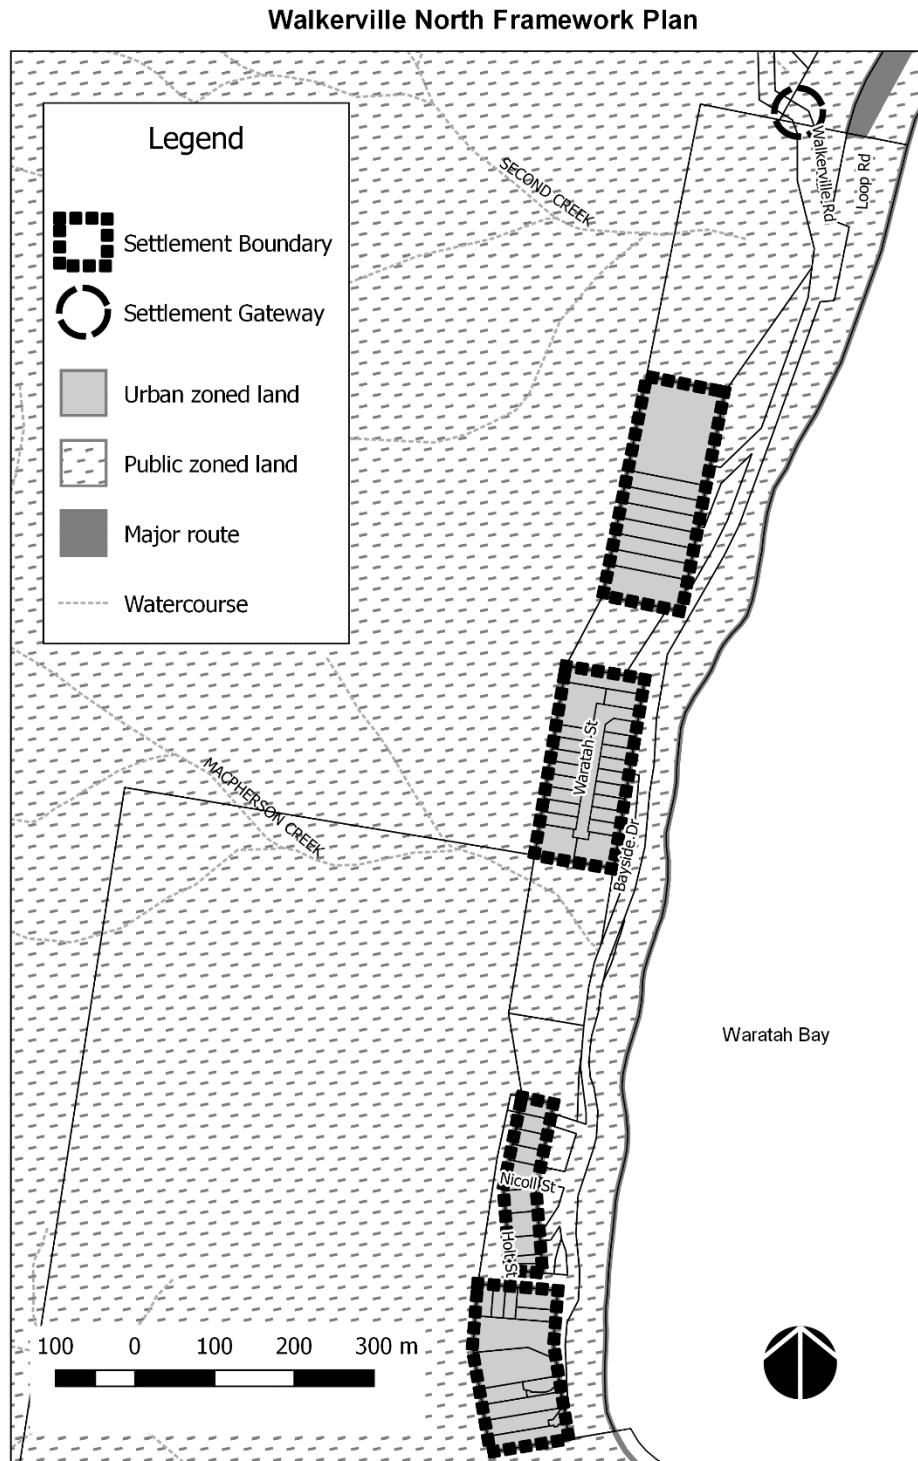 Walkerville North Framework Plan
Legend
Settlement Boundary
Settlement Gateway
Urban zoned land
Public zoned land
Major route
Watercourse
SECOND CREEK
Walkerville Rd
Loop Rd
Waratah St
MACPHERSON CREEK
Bayside Dr
Waratah Bay
Nicoll St
Holt St
100 0 100 200 300 m